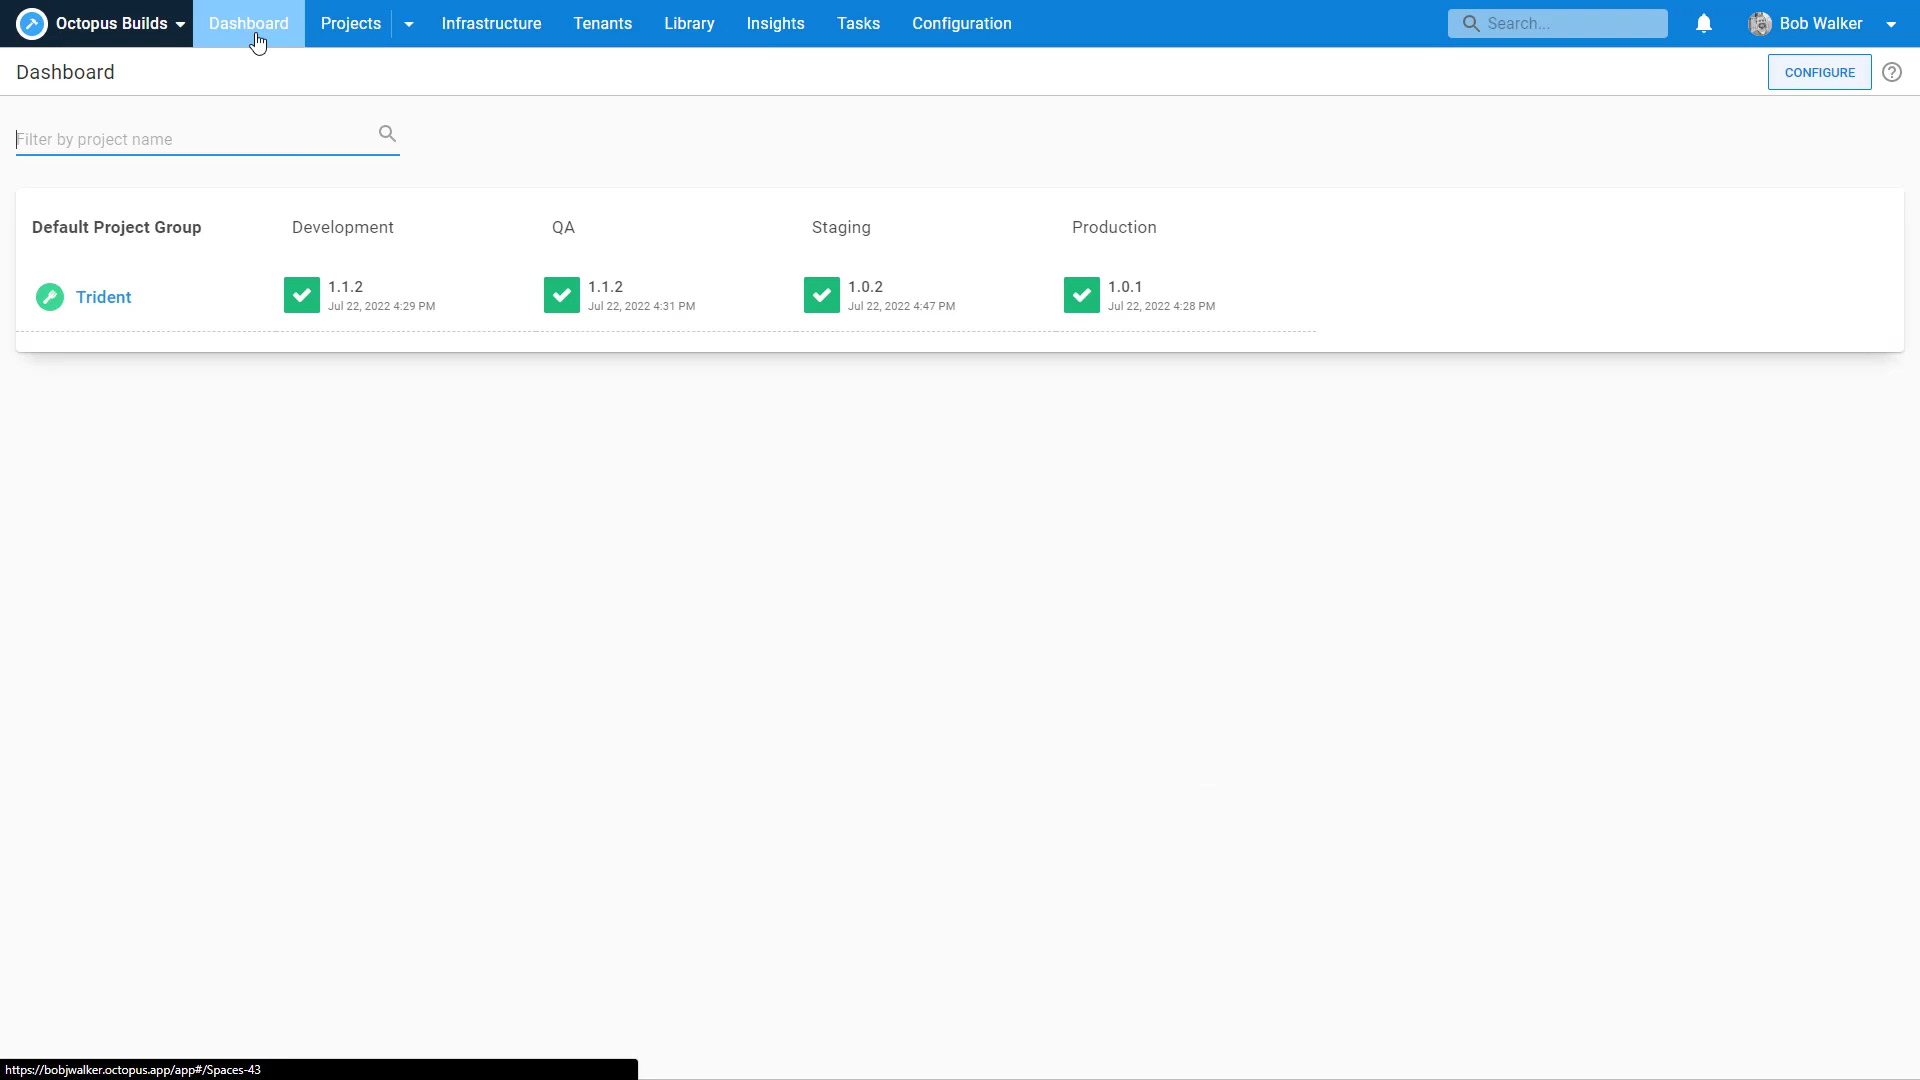 Octopus Builds Dashboard Projects Infrastructure Tenants Library Insights Tasks Configuration Search... Bob Walker
Dashboard CONFIGURE ?
Filter by project name
Default Project Group Development QA Staging Production
Trident
1.1.2 1.1.2 1.0.2 1.0.1
Jul 22, 2022 4:29 PM Jul 22, 2022 4:31 PM Jul 22, 2022 4:47 PM Jul 22, 2022 4:28 PM
https://bobjwalker.octopus.app/app#/Spaces-43